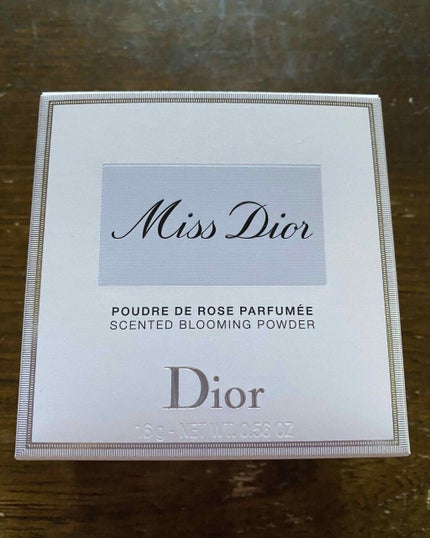 Miss Dior
POUDRE DE ROSE PARFUMÉE
SCENTED BLOOMING POWDER
Dior
16 g - NET WT. 0.56 OZ